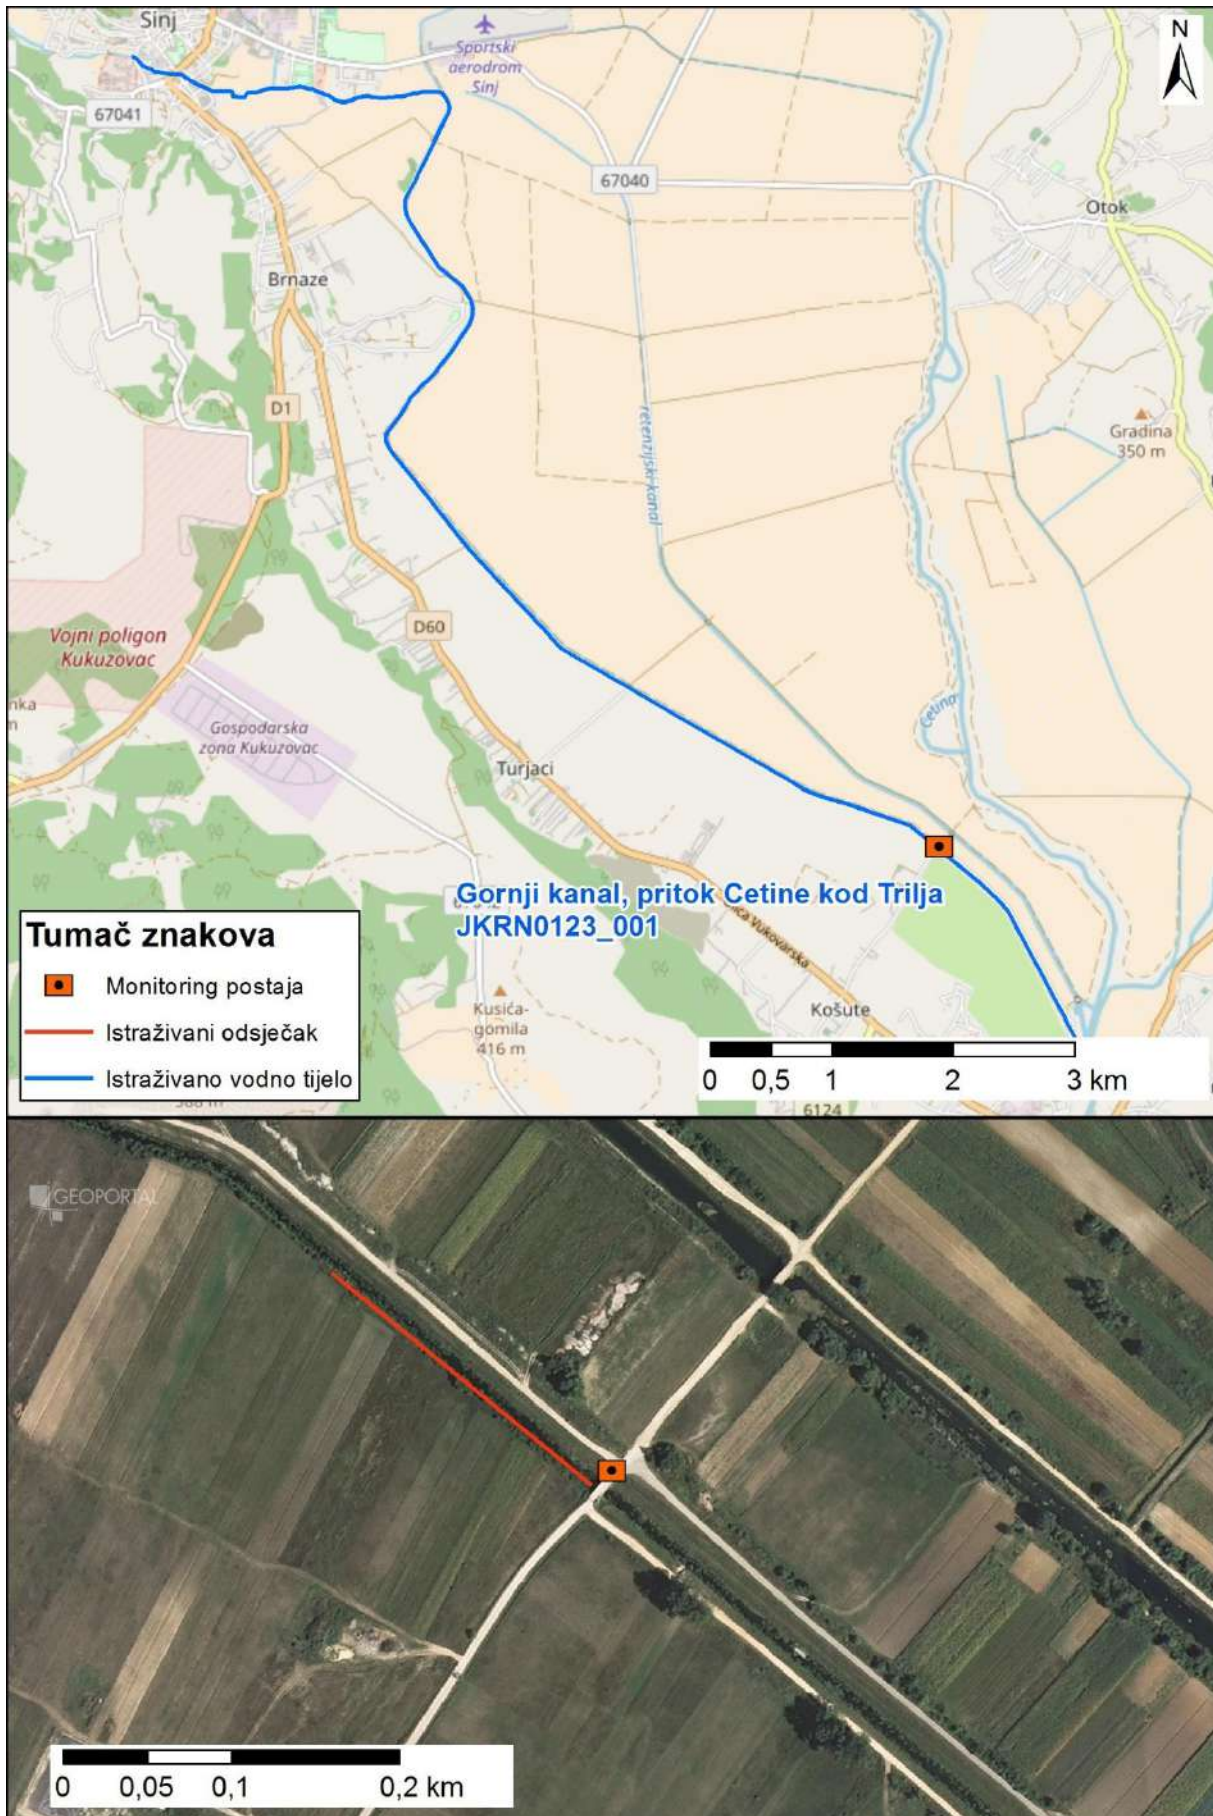 Sinj
N
Sportski
aerodrom
Sinj
67041
67040
Otok
Brnaze
D1
retenzijski kanal
Gradina
350 m
Vojni poligon
Kukuzovac
D60
Cetina
Gospodarska
zona Kukuzovac
Turjaci
Gornji kanal, pritok Cetine kod Trilja
JKRN0123_001
Vukovarska
Tumač znakova
Monitoring postaja
Istraživani odsječak
Istraživano vodno tijelo
Kusića-
gomila
416 m
Košute
0 0,5 1 2 3 km
6124
GEOPORTAL
0 0,05 0,1 0,2 km